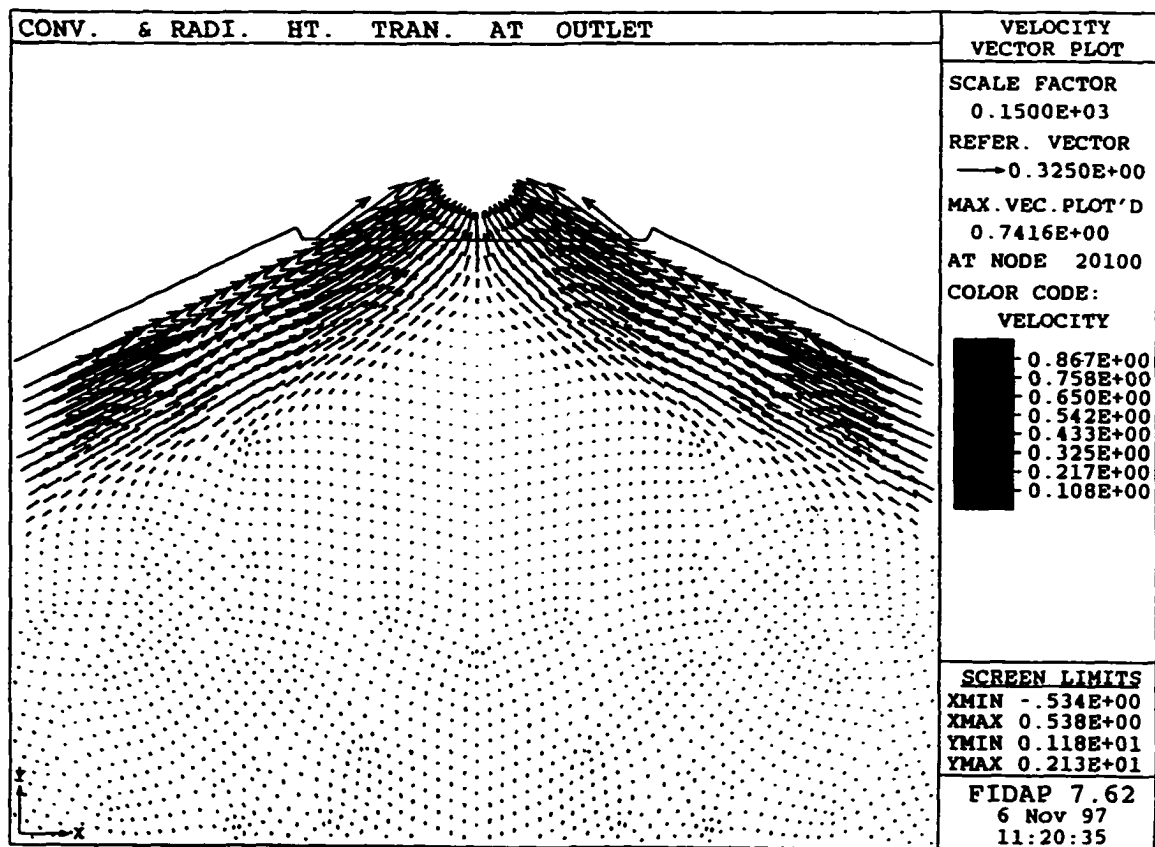 CONV. & RADI. HT. TRAN. AT OUTLET
VELOCITY
VECTOR PLOT
SCALE FACTOR
0.1500E+03
REFER. VECTOR
0.3250E+00
MAX.VEC.PLOT'D
0.7416E+00
AT NODE 20100
COLOR CODE:
VELOCITY
0.867E+00
0.758E+00
0.650E+00
0.542E+00
0.433E+00
0.325E+00
0.217E+00
0.108E+00
SCREEN LIMITS
XMIN -.534E+00
XMAX 0.538E+00
YMIN 0.118E+01
YMAX 0.213E+01
FIDAP 7.62
6 Nov 97
11:20:35
Y
X